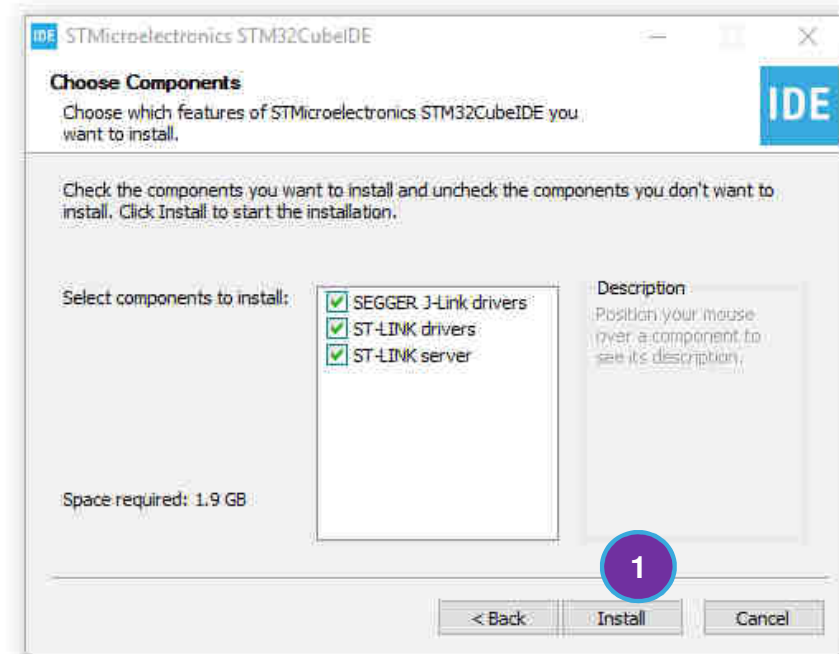 IDE STMicroelectronics STM32CubeIDE
Choose Components
Choose which features of STMicroelectronics STM32CubeIDE you
want to install.
IDE
Check the components you want to install and uncheck the components you don't want to
install. Click Install to start the installation.
Select components to install:
SEGGER J-Link drivers
ST-LINK drivers
ST-LINK server
Description
Position your mouse
over a component to
see its description.
Space required: 1.9 GB
1
< Back
Install
Cancel